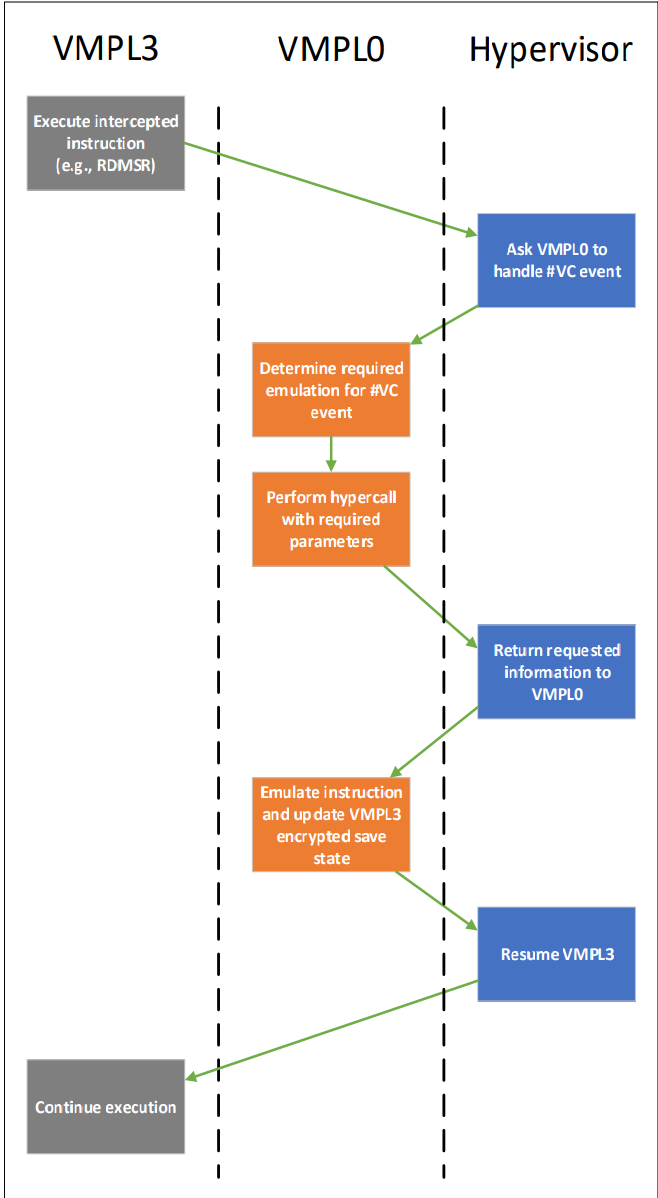 VMPL3
VMPL0
Hypervisor
Execute intercepted
instruction
(e.g., RDMSR)
Ask VMPL0 to
handle #VC event
Determine required
emulation for #VC
event
Perform hypercall
with required
parameters
Return requested
information to
VMPL0
Emulate instruction
and update VMPL3
encrypted save
state
Resume VMPL3
Continue execution